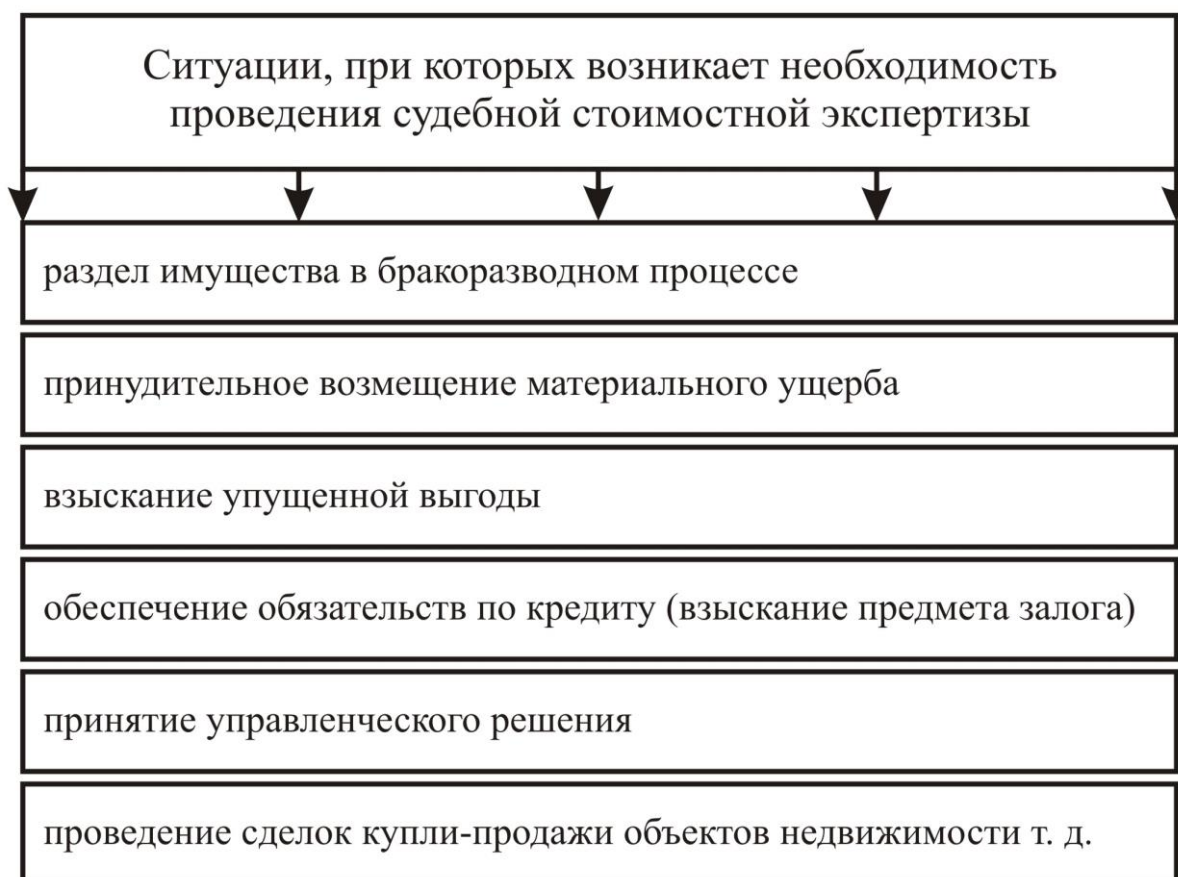 Ситуации, при которых возникает необходимость
проведения судебной стоимостной экспертизы
раздел имущества в бракоразводном процессе
принудительное возмещение материального ущерба
взыскание упущенной выгоды
обеспечение обязательств по кредиту (взыскание предмета залога)
принятие управленческого решения
проведение сделок купли-продажи объектов недвижимости т. д.